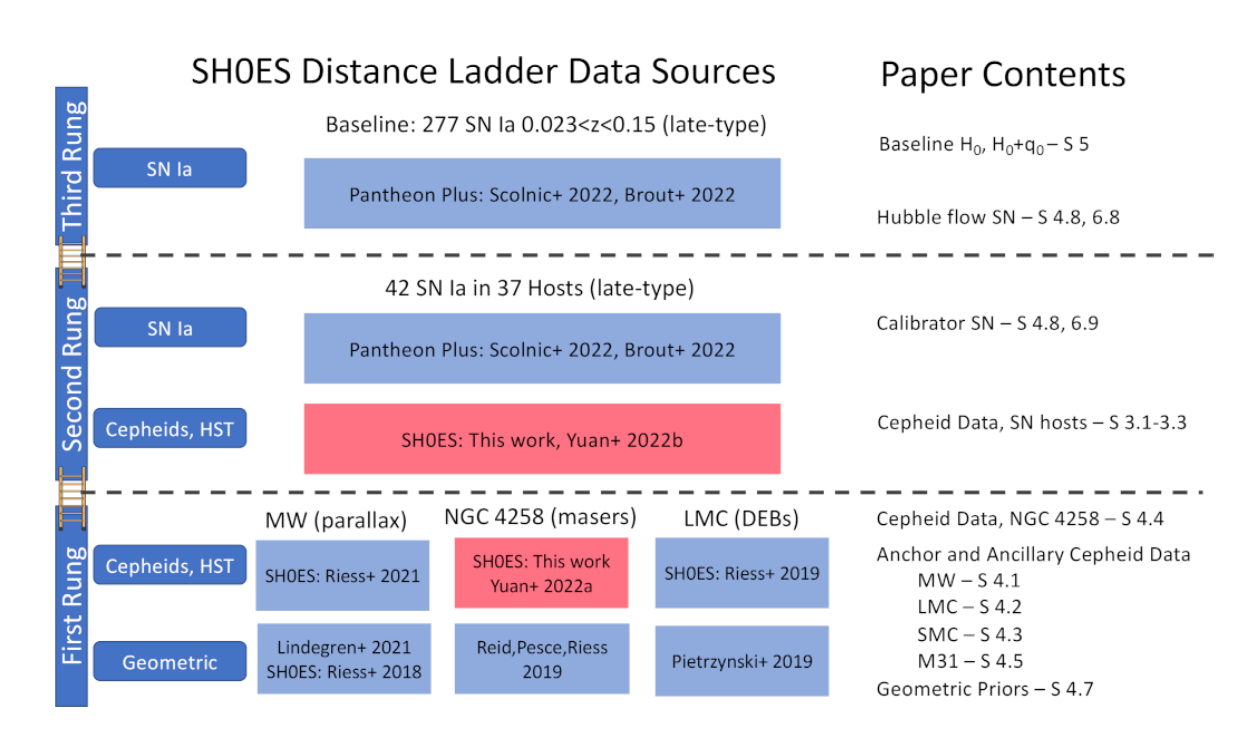 SH0ES Distance Ladder Data Sources
Paper Contents
Third Rung
Baseline: 277 SN Ia 0.023<z<0.15 (late-type)
SN Ia
Pantheon Plus: Scolnic+ 2022, Brout+ 2022
Baseline H₀, H₀+q₀ – S 5
Hubble flow SN – S 4.8, 6.8
Second Rung
42 SN Ia in 37 Hosts (late-type)
SN Ia
Pantheon Plus: Scolnic+ 2022, Brout+ 2022
Calibrator SN – S 4.8, 6.9
Cepheids, HST
SH0ES: This work, Yuan+ 2022b
Cepheid Data, SN hosts – S 3.1-3.3
First Rung
MW (parallax)
NGC 4258 (masers)
LMC (DEBs)
Cepheids, HST
SH0ES: Riess+ 2021
SH0ES: This work
Yuan+ 2022a
SH0ES: Riess+ 2019
Geometric
Lindegren+ 2021
SH0ES: Riess+ 2018
Reid,Pesce,Riess
2019
Pietrzynski+ 2019
Cepheid Data, NGC 4258 – S 4.4
Anchor and Ancillary Cepheid Data
MW – S 4.1
LMC – S 4.2
SMC – S 4.3
M31 – S 4.5
Geometric Priors – S 4.7